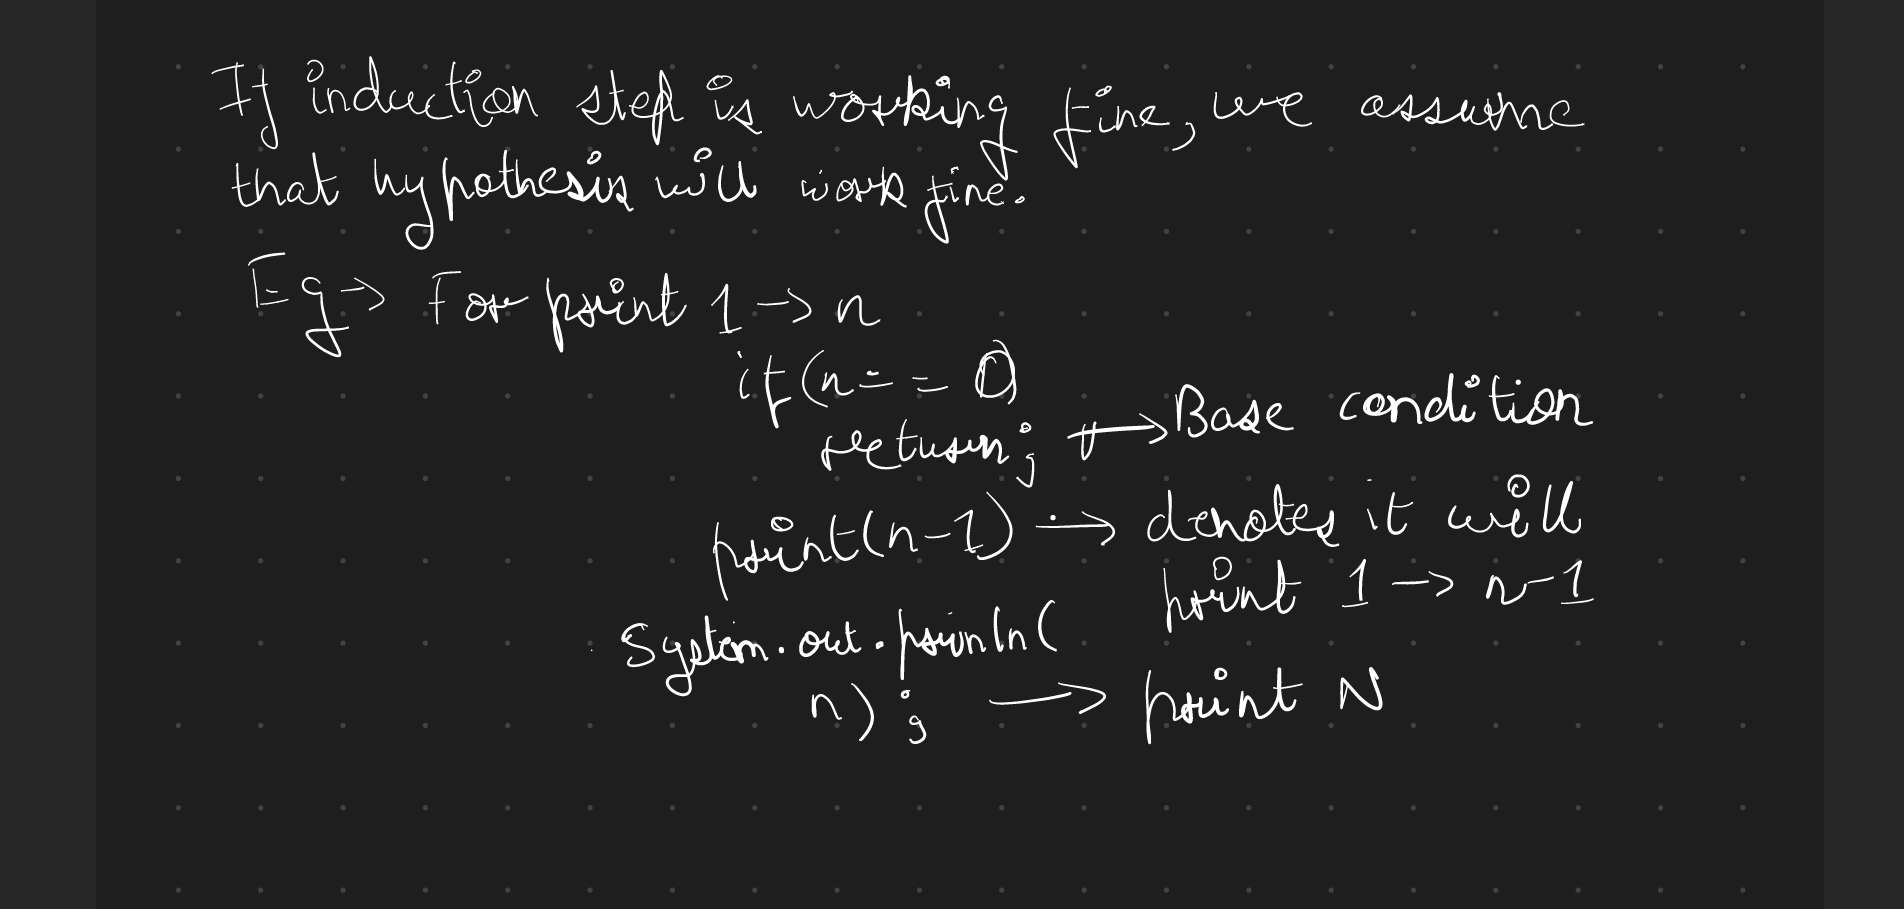 If induction step is working fine, we assume
that hypothesis will work fine.
Eg→ For print 1→n
if(n==0)
return; → Base condition
print(n-1) → denotes it will
print 1→n-1
System.out.prinln(
n); → print N